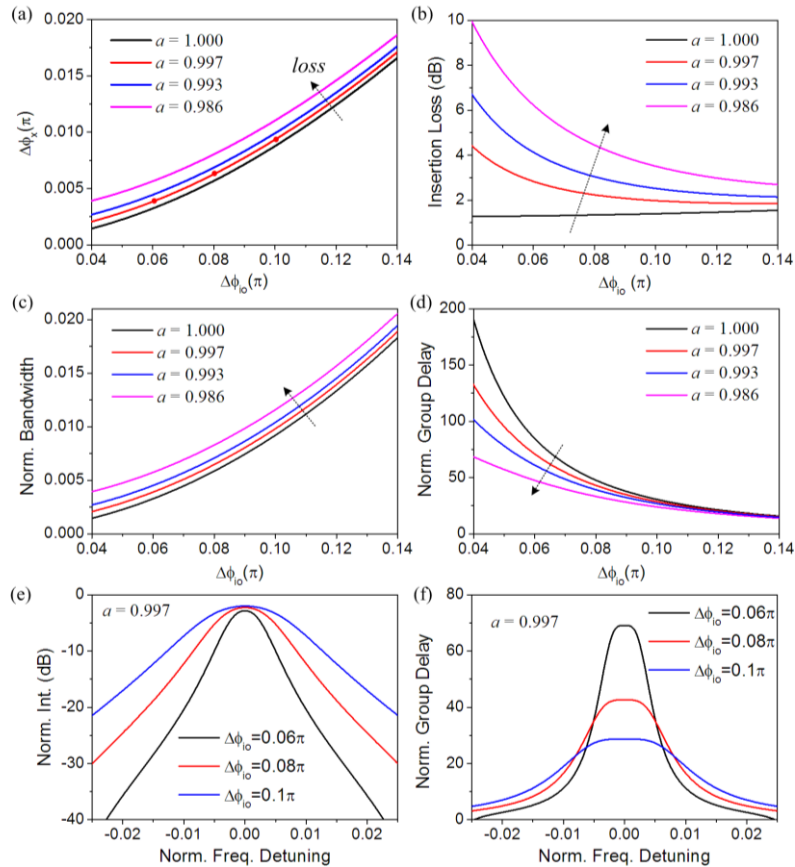 (a)
0.020
0.015
0.010
0.005
0.000
Δϕx(π)
a = 1.000
a = 0.997
a = 0.993
a = 0.986
loss
0.04 0.06 0.08 0.10 0.12 0.14
Δϕio(π)
(b)
10
8
6
4
2
0
Insertion Loss (dB)
a = 1.000
a = 0.997
a = 0.993
a = 0.986
0.04 0.06 0.08 0.10 0.12 0.14
Δϕio (π)
(c)
0.020
0.015
0.010
0.005
0.000
Norm. Bandwidth
a = 1.000
a = 0.997
a = 0.993
a = 0.986
0.04 0.06 0.08 0.10 0.12 0.14
Δϕio(π)
(d)
200
150
100
50
0
Norm. Group Delay
a = 1.000
a = 0.997
a = 0.993
a = 0.986
0.04 0.06 0.08 0.10 0.12 0.14
Δϕio(π)
(e)
0
-10
-20
-30
-40
Norm. Int. (dB)
a = 0.997
Δϕio=0.06π
Δϕio=0.08π
Δϕio=0.1π
-0.02 -0.01 0.00 0.01 0.02
Norm. Freq. Detuning
(f)
80
60
40
20
0
Norm. Group Delay
a = 0.997
Δϕio=0.06π
Δϕio=0.08π
Δϕio=0.1π
-0.02 -0.01 0.00 0.01 0.02
Norm. Freq. Detuning